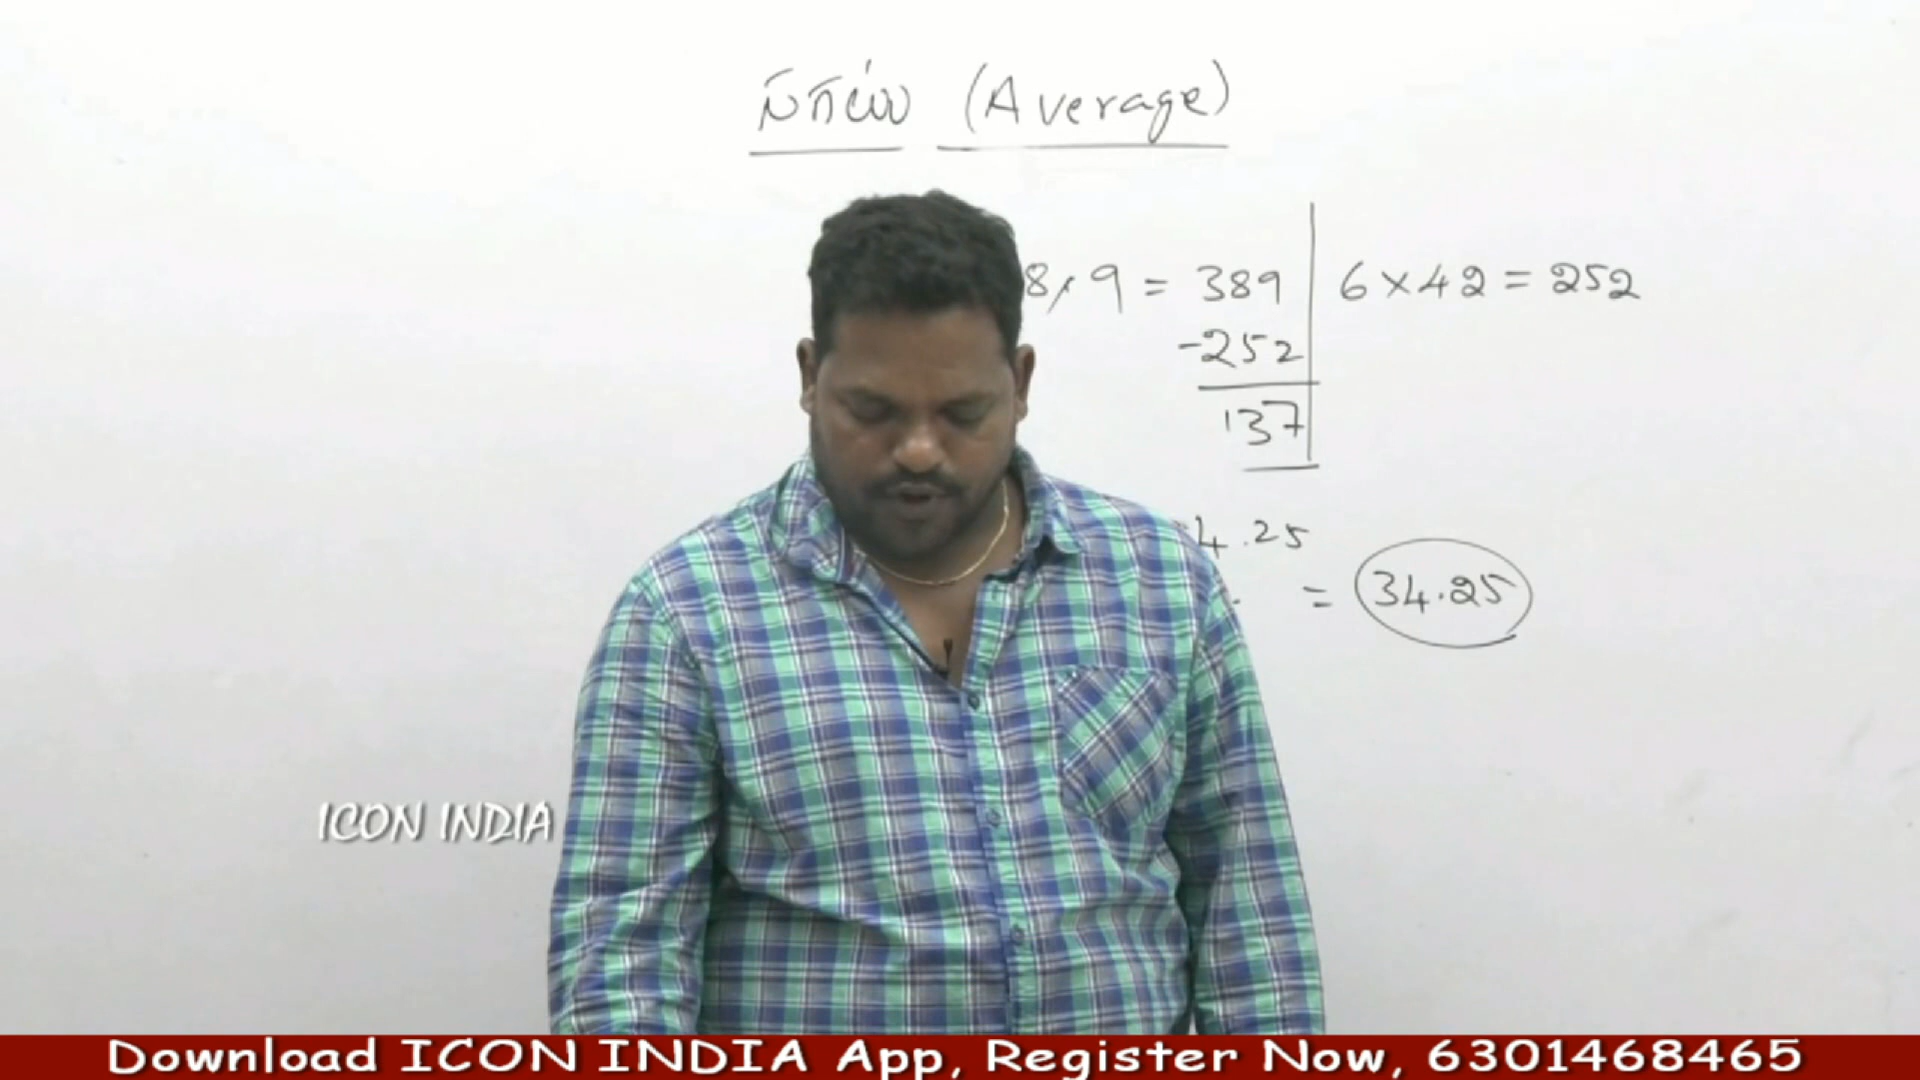 సగటు (Average)
8,9 = 389 | 6 x 42 = 252
-252
137
4.25
= 34.25
ICON INDIA
Download ICON INDIA App, Register Now, 6301468465